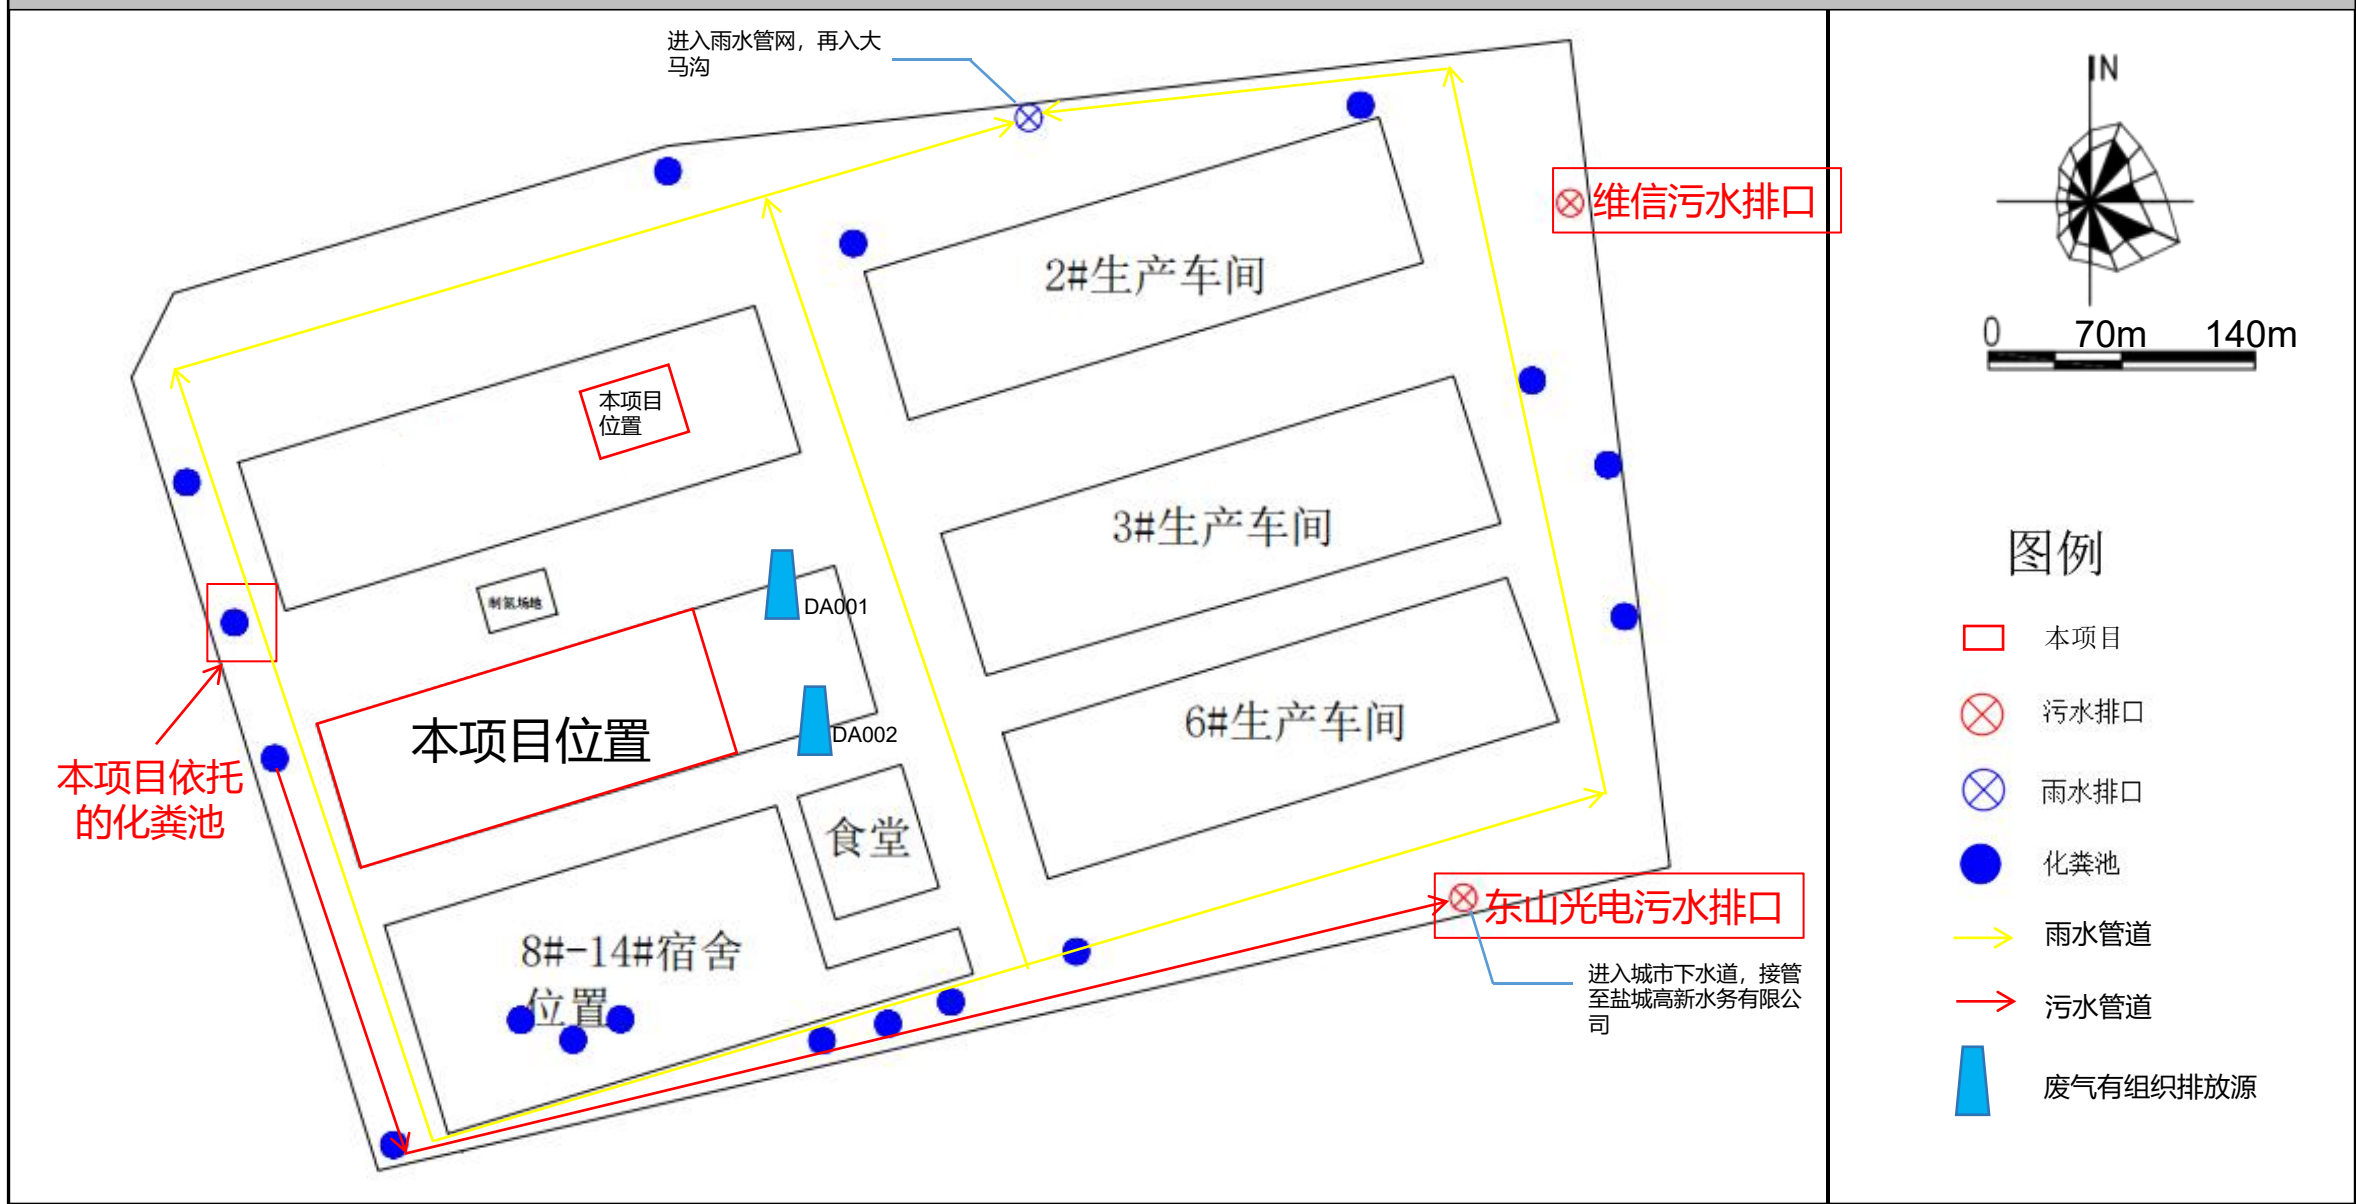 进入雨水管网，再入大
马沟
维信污水排口
2#生产车间
本项目
位置
3#生产车间
制氮场地
DA001
本项目位置
6#生产车间
DA002
本项目依托
的化粪池
食堂
东山光电污水排口
8#-14#宿舍
位置
进入城市下水道，接管
至盐城高新水务有限公
司
N
0 70m 140m
图例
本项目
污水排口
雨水排口
化粪池
雨水管道
污水管道
废气有组织排放源